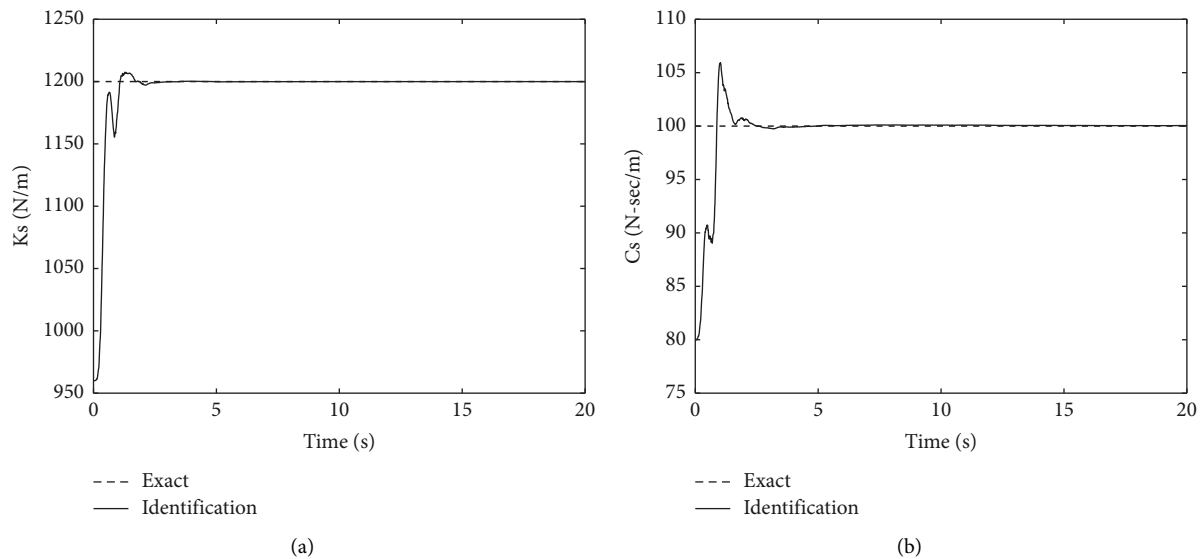 1250
1200
1150
1100
1050
1000
950
Ks (N/m)
0 5 10 15 20
Time (s)
Exact
Identification
(a)
110
105
100
95
90
85
80
75
Cs (N-sec/m)
0 5 10 15 20
Time (s)
Exact
Identification
(b)